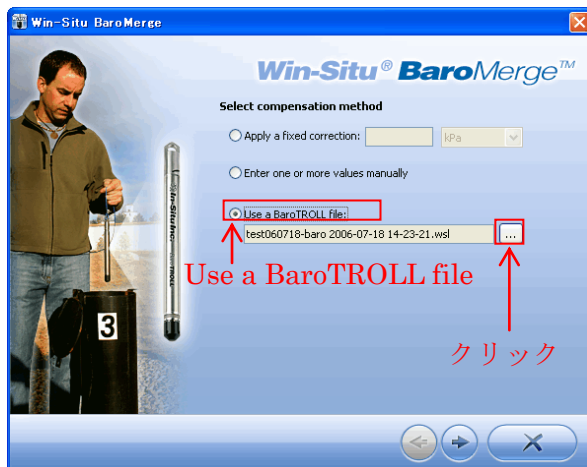 Win-Situ BaroMerge
Win-Situ® BaroMerge™
Select compensation method
Apply a fixed correction:
kPa
Enter one or more values manually
Use a BaroTROLL file:
test060718-baro 2006-07-18 14-23-21.wsl
...
Use a BaroTROLL file
クリック
In-Situ Inc.
3